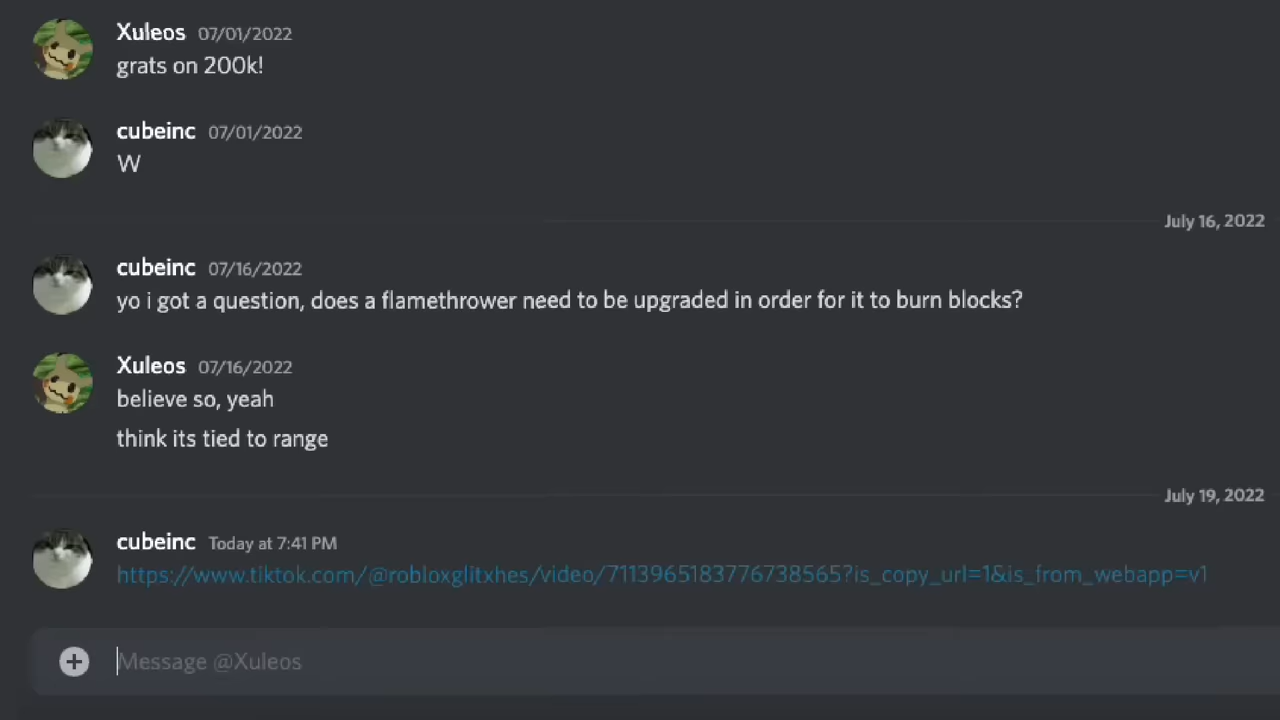 Xuleos 07/01/2022
grats on 200k!
cubeinc 07/01/2022
W
July 16, 2022
cubeinc 07/16/2022
yo i got a question, does a flamethrower need to be upgraded in order for it to burn blocks?
Xuleos 07/16/2022
believe so, yeah
think its tied to range
July 19, 2022
cubeinc Today at 7:41 PM
https://www.tiktok.com/@robloxglitxhes/video/7113965183776738565?is_copy_url=1&is_from_webapp=v1
Message @Xuleos